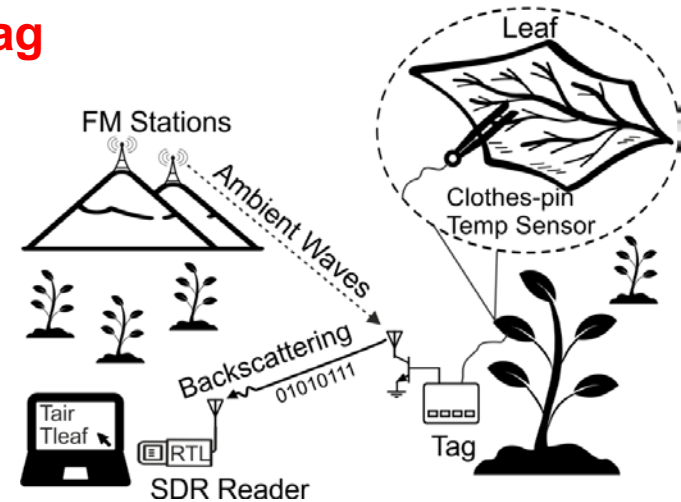 ag
Leaf
FM Stations
Ambient Waves
Clothes-pin
Temp Sensor
Backscattering
01010111
Tair
Tleaf
RTL
SDR Reader
Tag